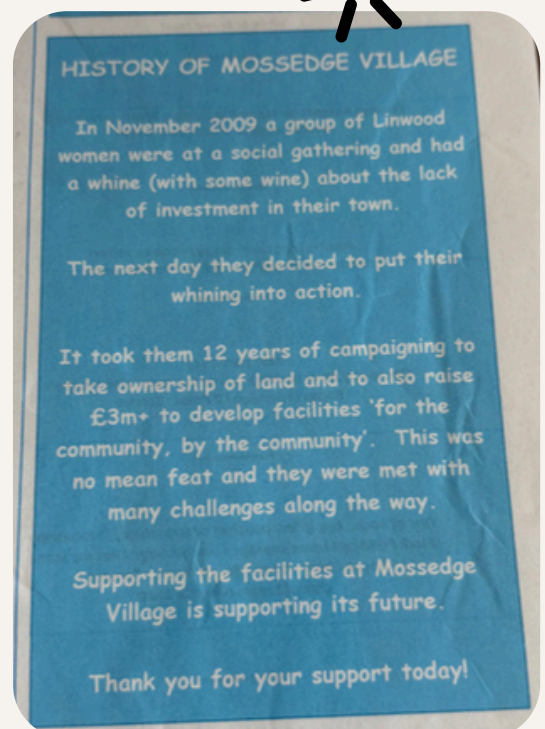 HISTORY OF MOSSEDGE VILLAGE
In November 2009 a group of Linwood
women were at a social gathering and had
a whine (with some wine) about the lack
of investment in their town.
The next day they decided to put their
whining into action.
It took them 12 years of campaigning to
take ownership of land and to also raise
£3m+ to develop facilities 'for the
community, by the community'. This was
no mean feat and they were met with
many challenges along the way.
Supporting the facilities at Mossedge
Village is supporting its future.
Thank you for your support today!